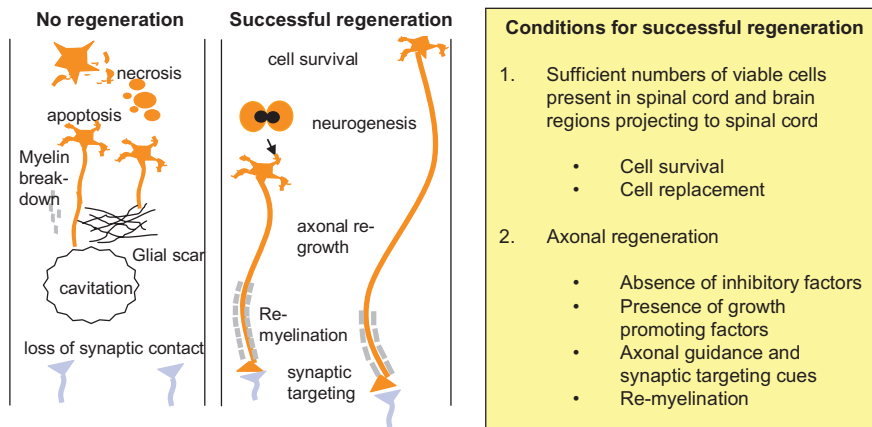 No regeneration
necrosis
apoptosis
Myelin
break-
down
Glial scar
cavitation
loss of synaptic contact
Successful regeneration
cell survival
neurogenesis
axonal re-
growth
Re-
myelination
synaptic
targeting
Conditions for successful regeneration
1. Sufficient numbers of viable cells
present in spinal cord and brain
regions projecting to spinal cord
• Cell survival
• Cell replacement
2. Axonal regeneration
• Absence of inhibitory factors
• Presence of growth
promoting factors
• Axonal guidance and
synaptic targeting cues
• Re-myelination